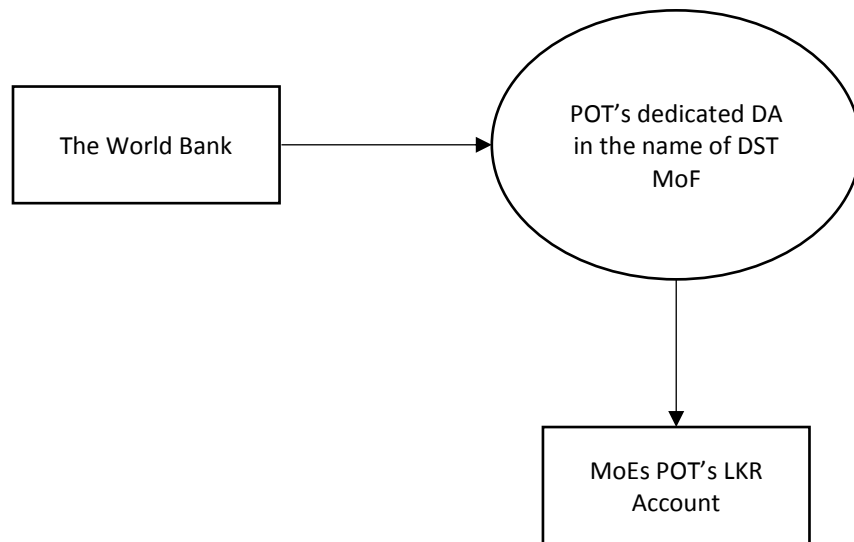 The World Bank
POT’s dedicated DA
in the name of DST
MoF
MoEs POT’s LKR
Account